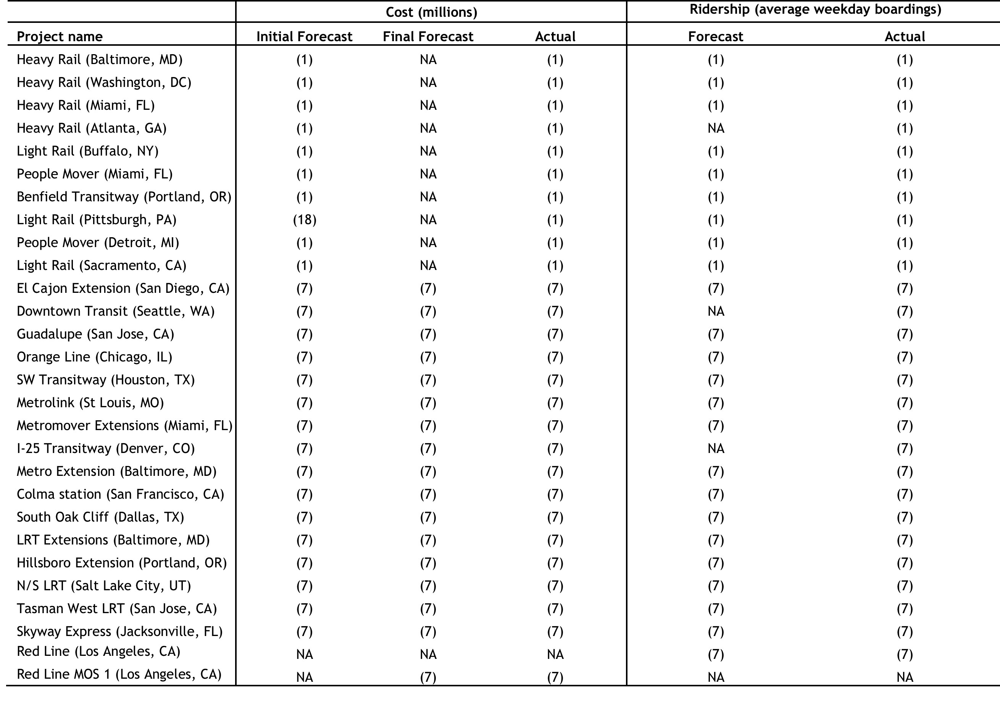 Cost (millions) Ridership (average weekday boardings)
Project name Initial Forecast Final Forecast Actual Forecast Actual
Heavy Rail (Baltimore, MD) (1) NA (1) (1) (1)
Heavy Rail (Washington, DC) (1) NA (1) (1) (1)
Heavy Rail (Miami, FL) (1) NA (1) (1) (1)
Heavy Rail (Atlanta, GA) (1) NA (1) NA (1)
Light Rail (Buffalo, NY) (1) NA (1) (1) (1)
People Mover (Miami, FL) (1) NA (1) (1) (1)
Benfield Transitway (Portland, OR) (1) NA (1) (1) (1)
Light Rail (Pittsburgh, PA) (18) NA (1) (1) (1)
People Mover (Detroit, MI) (1) NA (1) (1) (1)
Light Rail (Sacramento, CA) (1) NA (1) (1) (1)
El Cajon Extension (San Diego, CA) (7) (7) (7) (7) (7)
Downtown Transit (Seattle, WA) (7) (7) (7) NA (7)
Guadalupe (San Jose, CA) (7) (7) (7) (7) (7)
Orange Line (Chicago, IL) (7) (7) (7) (7) (7)
SW Transitway (Houston, TX) (7) (7) (7) (7) (7)
Metrolink (St Louis, MO) (7) (7) (7) (7) (7)
Metromover Extensions (Miami, FL) (7) (7) (7) (7) (7)
I-25 Transitway (Denver, CO) (7) (7) (7) NA (7)
Metro Extension (Baltimore, MD) (7) (7) (7) (7) (7)
Colma station (San Francisco, CA) (7) (7) (7) (7) (7)
South Oak Cliff (Dallas, TX) (7) (7) (7) (7) (7)
LRT Extensions (Baltimore, MD) (7) (7) (7) (7) (7)
Hillsboro Extension (Portland, OR) (7) (7) (7) (7) (7)
N/S LRT (Salt Lake City, UT) (7) (7) (7) (7) (7)
Tasman West LRT (San Jose, CA) (7) (7) (7) (7) (7)
Skyway Express (Jacksonville, FL) (7) (7) (7) (7) (7)
Red Line (Los Angeles, CA) NA NA NA (7) (7)
Red Line MOS 1 (Los Angeles, CA) NA (7) (7) NA NA